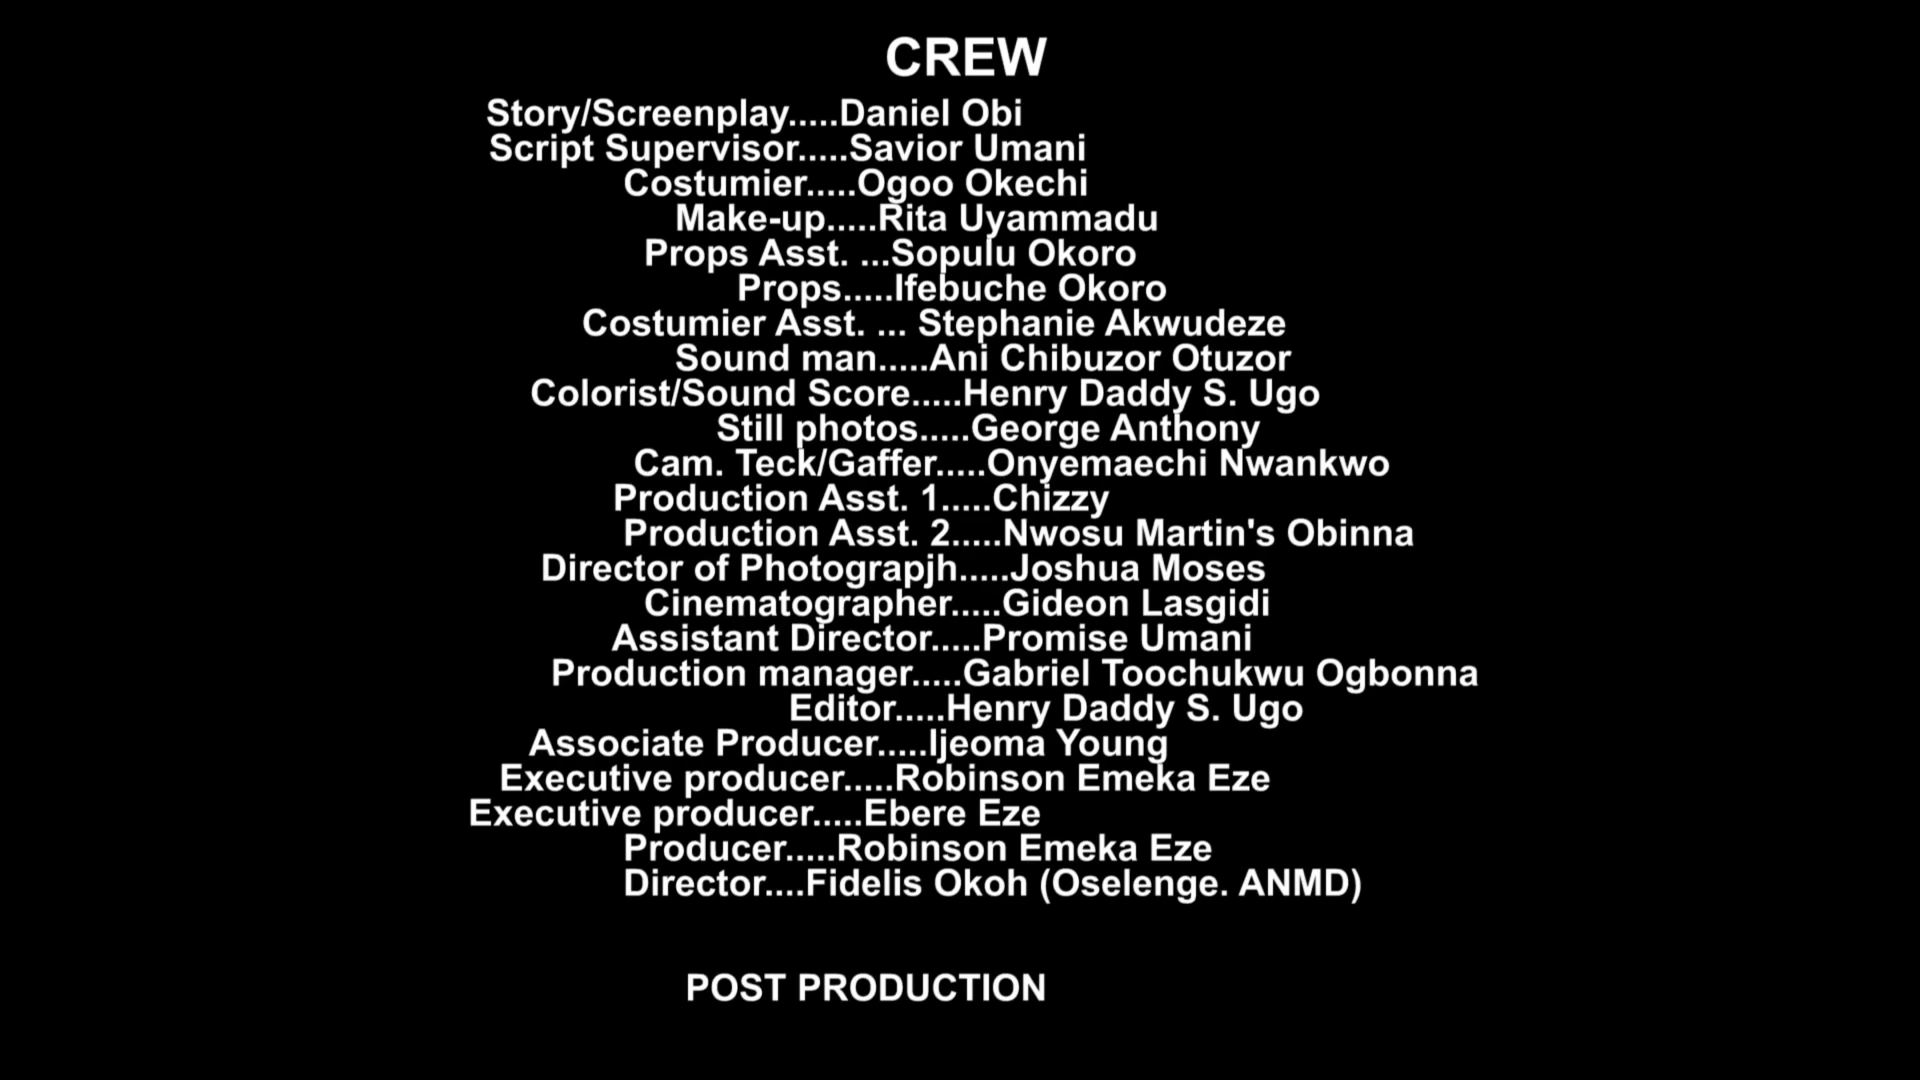 CREW
Story/Screenplay.....Daniel Obi
Script Supervisor.....Savior Umani
Costumier.....Ogoo Okechi
Make-up.....Rita Uyammadu
Props Asst. ...Sopulu Okoro
Props.....Ifebuche Okoro
Costumier Asst. ... Stephanie Akwudeze
Sound man.....Ani Chibuzor Otuzor
Colorist/Sound Score.....Henry Daddy S. Ugo
Still photos.....George Anthony
Cam. Teck/Gaffer.....Onyemaechi Nwankwo
Production Asst. 1.....Chizzy
Production Asst. 2.....Nwosu Martin's Obinna
Director of Photograpjh.....Joshua Moses
Cinematographer.....Gideon Lasgidi
Assistant Director.....Promise Umani
Production manager.....Gabriel Toochukwu Ogbonna
Editor.....Henry Daddy S. Ugo
Associate Producer.....Ijeoma Young
Executive producer.....Robinson Emeka Eze
Executive producer.....Ebere Eze
Producer.....Robinson Emeka Eze
Director....Fidelis Okoh (Oselenge. ANMD)
POST PRODUCTION